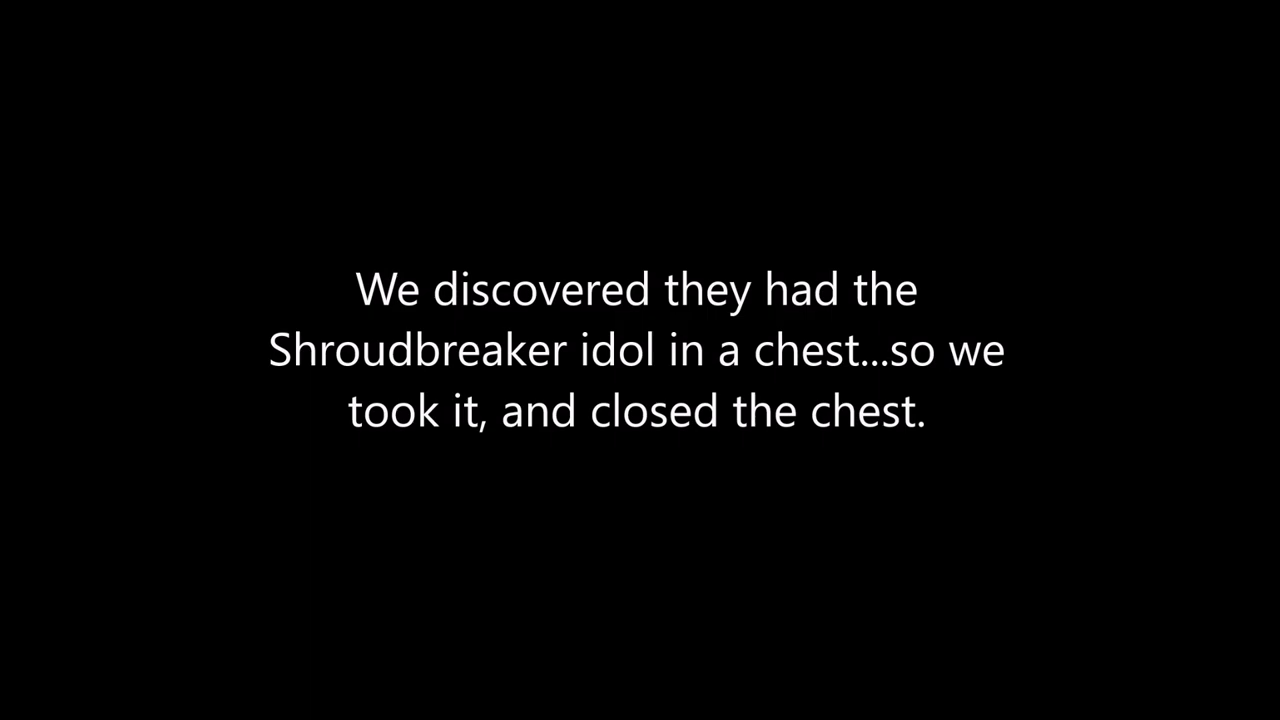 We discovered they had the
Shroudbreaker idol in a chest...so we
took it, and closed the chest.